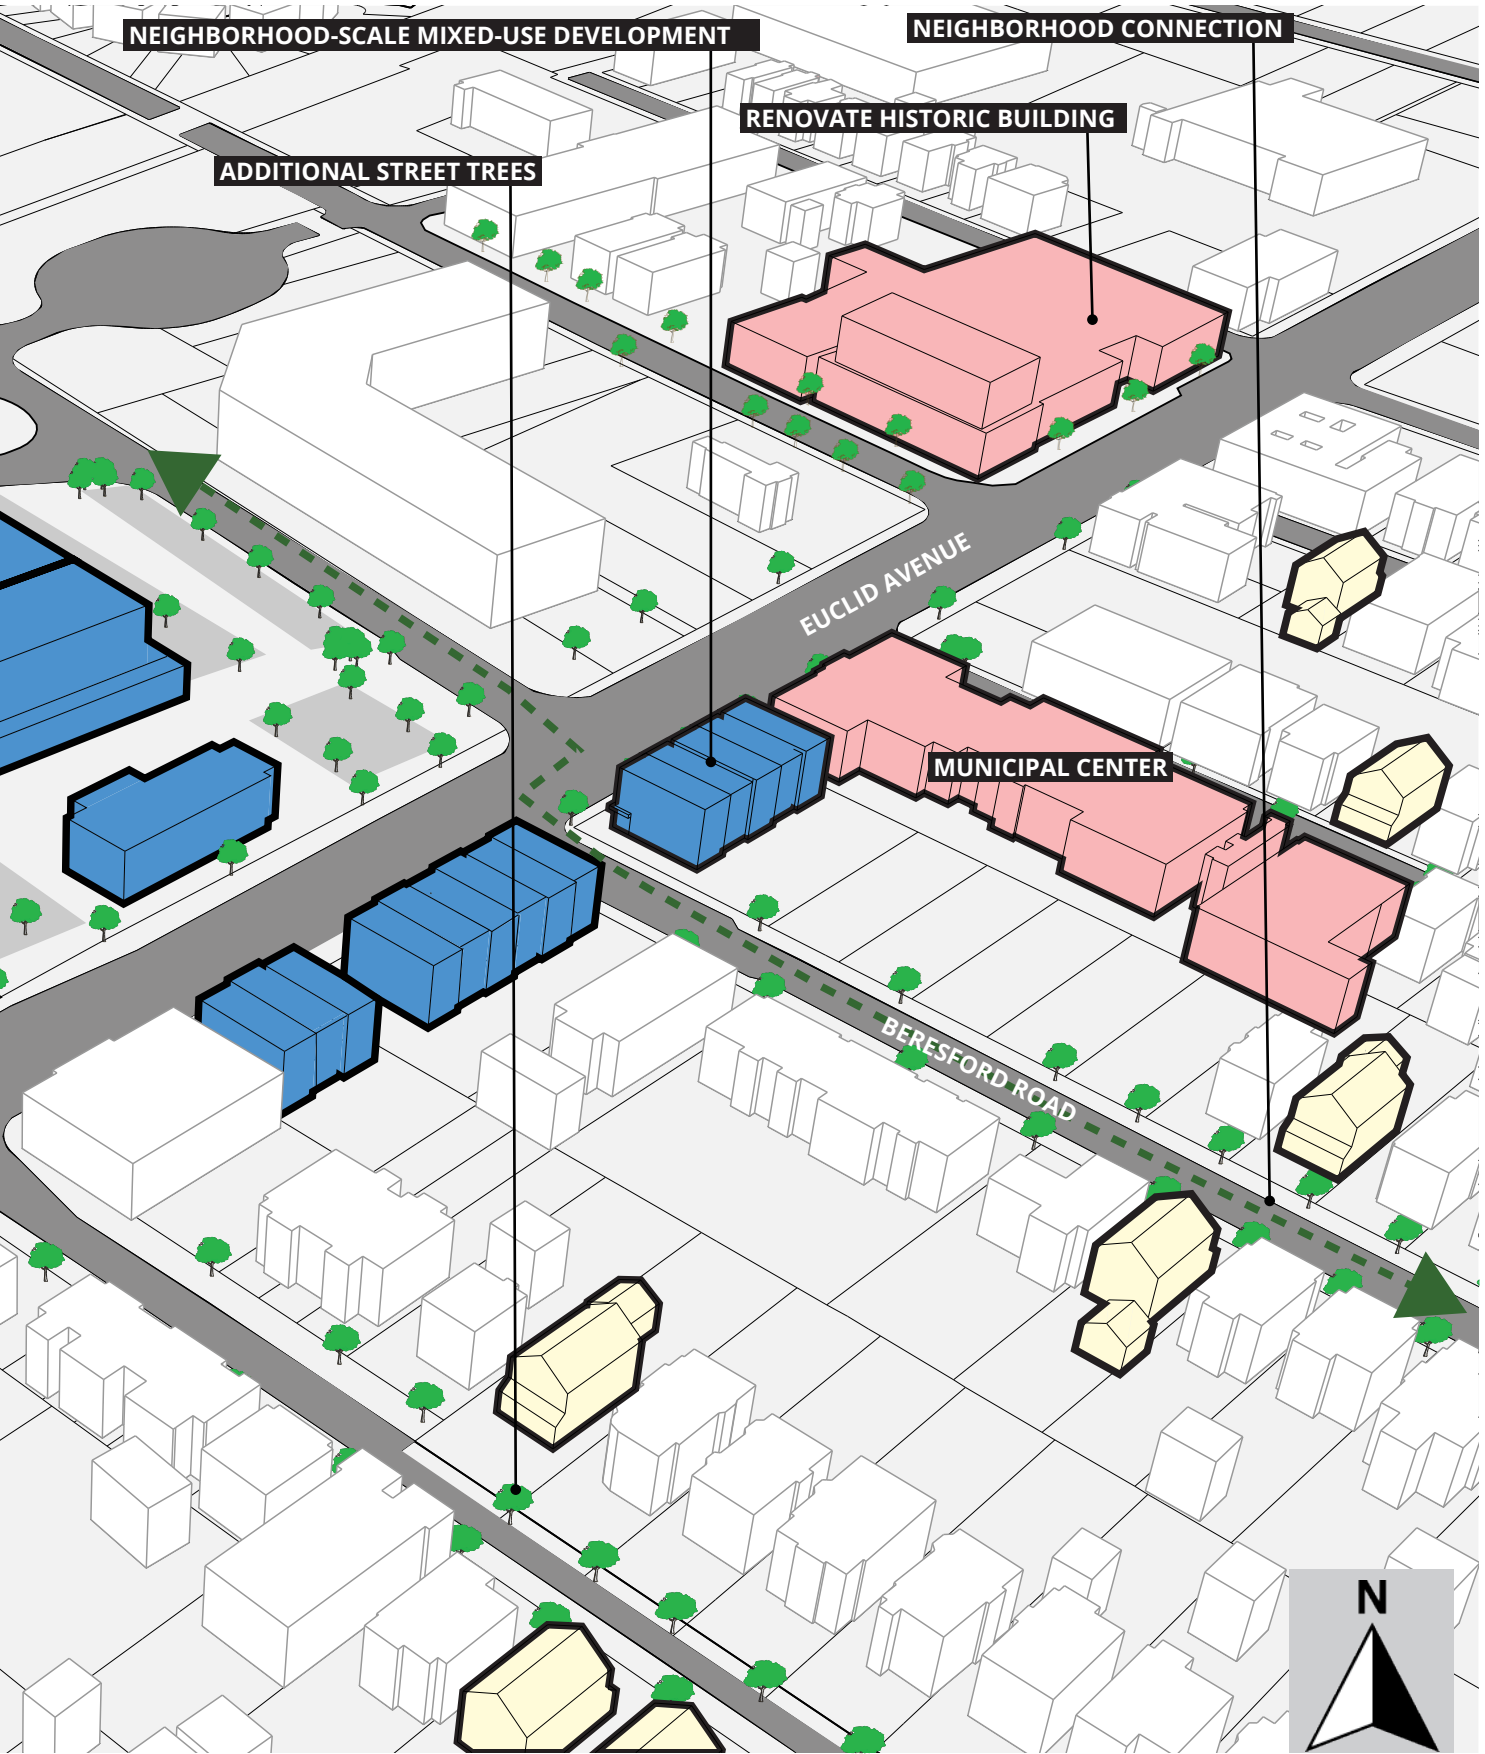 NEIGHBORHOOD-SCALE MIXED-USE DEVELOPMENT
NEIGHBORHOOD CONNECTION
RENOVATE HISTORIC BUILDING
ADDITIONAL STREET TREES
EUCLID AVENUE
MUNICIPAL CENTER
BERESFORD ROAD
N